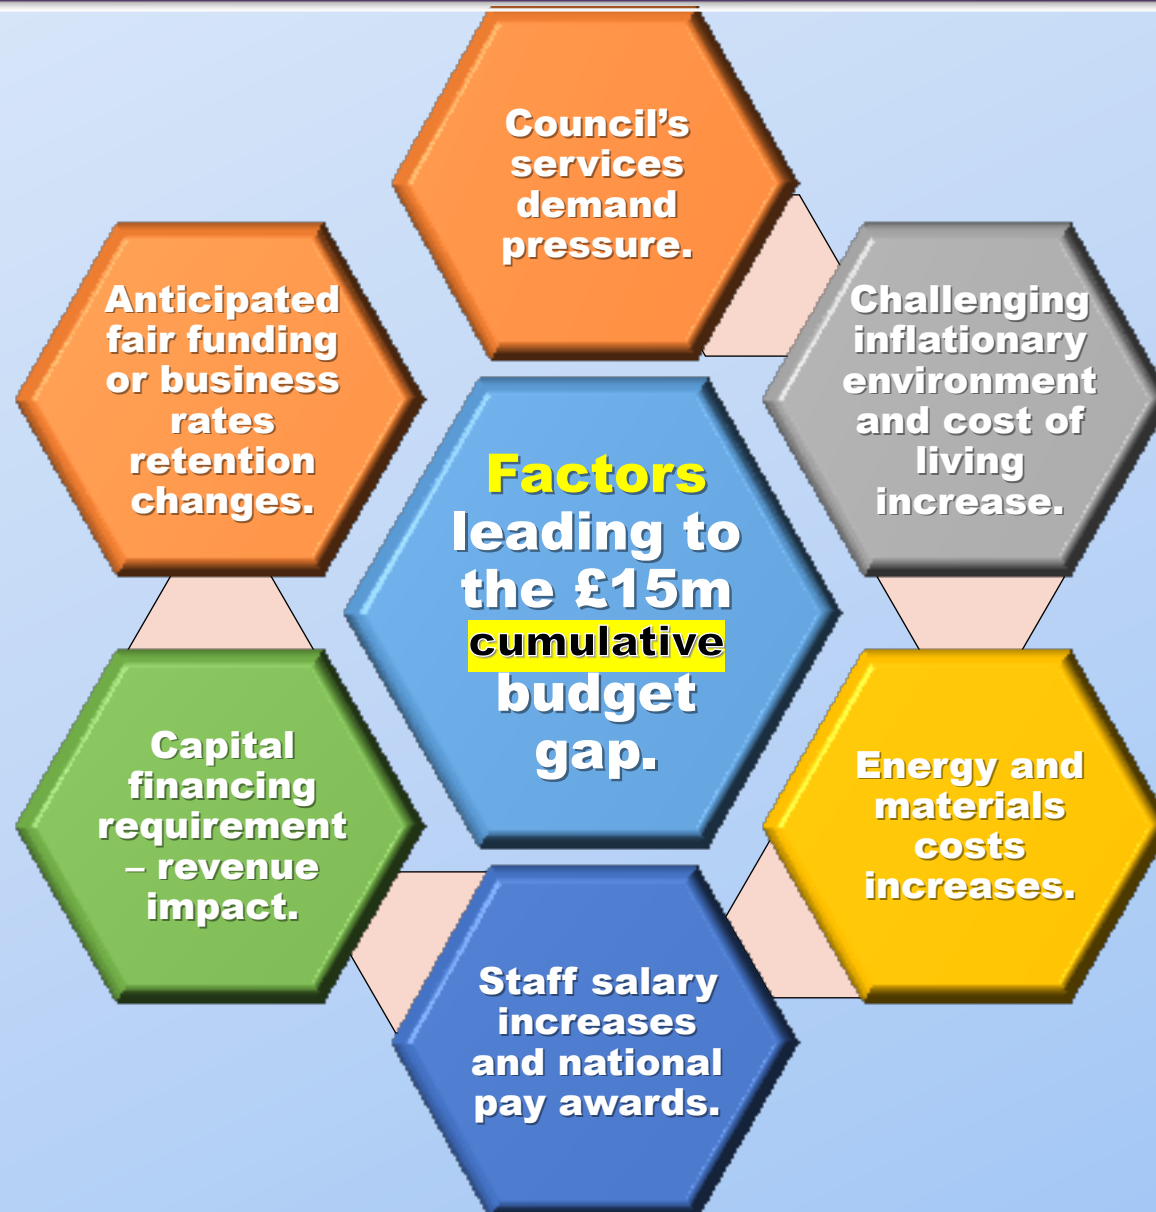 Council’s
services
demand
pressure.
Challenging
inflationary
environment
and cost of
living
increase.
Energy and
materials
costs
increases.
Staff salary
increases
and national
pay awards.
Capital
financing
requirement
– revenue
impact.
Anticipated
fair funding
or business
rates
retention
changes.
Factors
leading to
the £15m
cumulative
budget
gap.